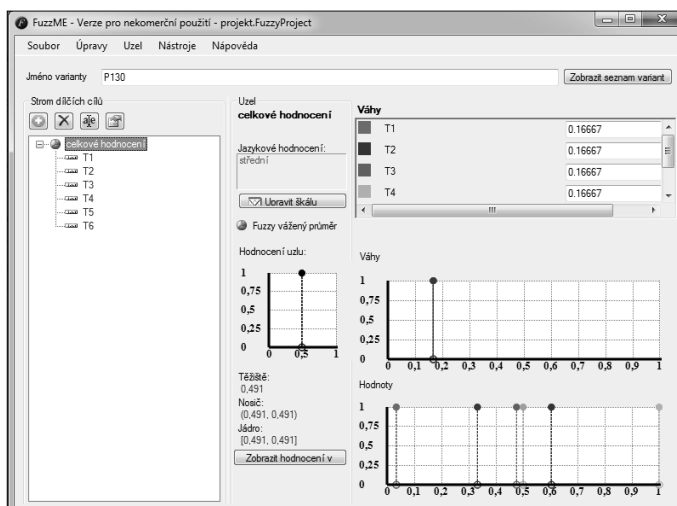 FuzzME - Verze pro nekomerční použití - projekt.FuzzyProject
Soubor Úpravy Uzel Nástroje Nápověda
Jméno varianty P130 Zobrazit seznam variant
Strom dílčích cílů
celkové hodnocení
T1
T2
T3
T4
T5
T6
Uzel
celkové hodnocení
Jazykové hodnocení:
střední
Upravit škálu
Fuzzy vážený průměr
Hodnocení uzlu:
1
0,75
0,5
0,25
0
0 0,5 1
Těžiště:
0,491
Nosič:
(0,491, 0,491)
Jádro:
[0,491, 0,491]
Zobrazit hodnocení v
Váhy
T1 0.16667
T2 0.16667
T3 0.16667
T4 0.16667
Váhy
1
0,75
0,5
0,25
0
0 0,1 0,2 0,3 0,4 0,5 0,6 0,7 0,8 0,9 1
Hodnoty
1
0,75
0,5
0,25
0
0 0,1 0,2 0,3 0,4 0,5 0,6 0,7 0,8 0,9 1